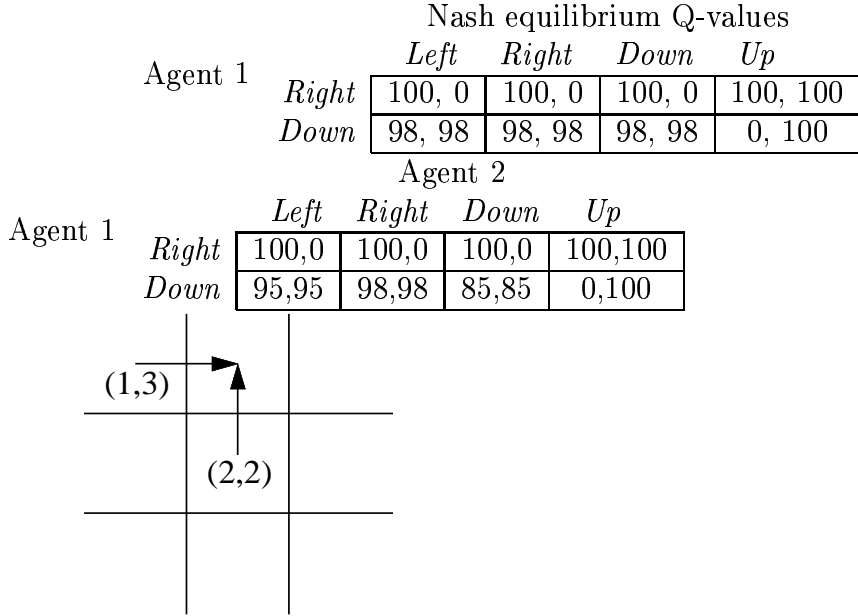 Nash equilibrium Q-values
Left Right Down Up
Agent 1
Right 100, 0 100, 0 100, 0 100, 100
Down 98, 98 98, 98 98, 98 0, 100
Agent 2
Left Right Down Up
Agent 1
Right 100,0 100,0 100,0 100,100
Down 95,95 98,98 85,85 0,100
(1,3)
(2,2)